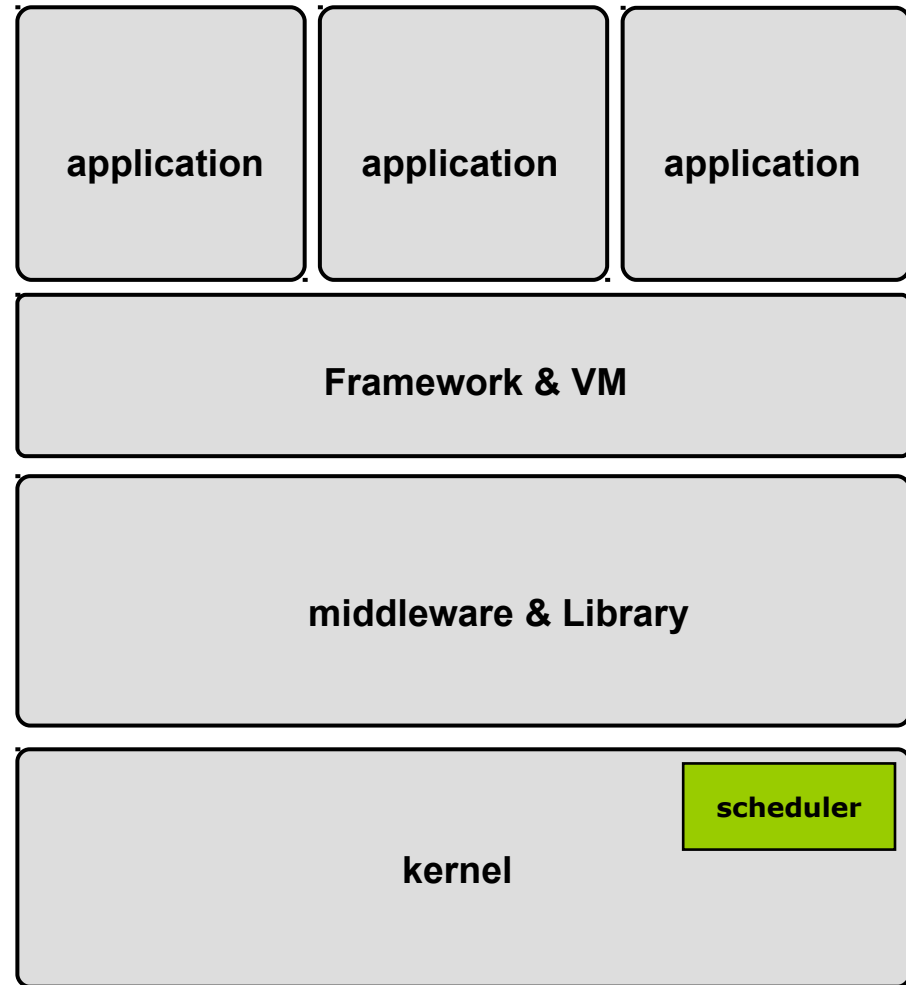 application
application
application
Framework & VM
middleware & Library
scheduler
kernel